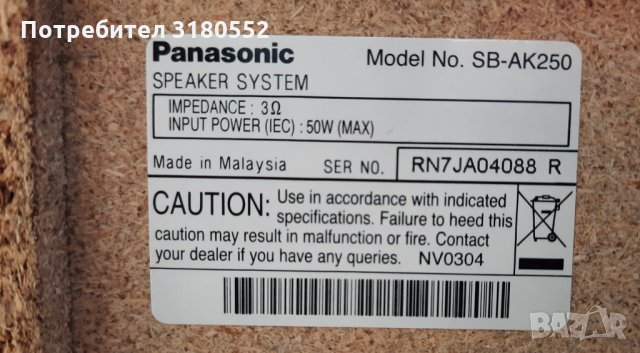 Потребител 3180552
Panasonic Model No. SB-AK250
SPEAKER SYSTEM
IMPEDANCE : 3Ω
INPUT POWER (IEC) : 50W (MAX)
Made in Malaysia SER NO. RN7JA04088 R
CAUTION: Use in accordance with indicated
specifications. Failure to heed this
caution may result in malfunction or fire. Contact
your dealer if you have any queries. NV0304
BAZAR
bg